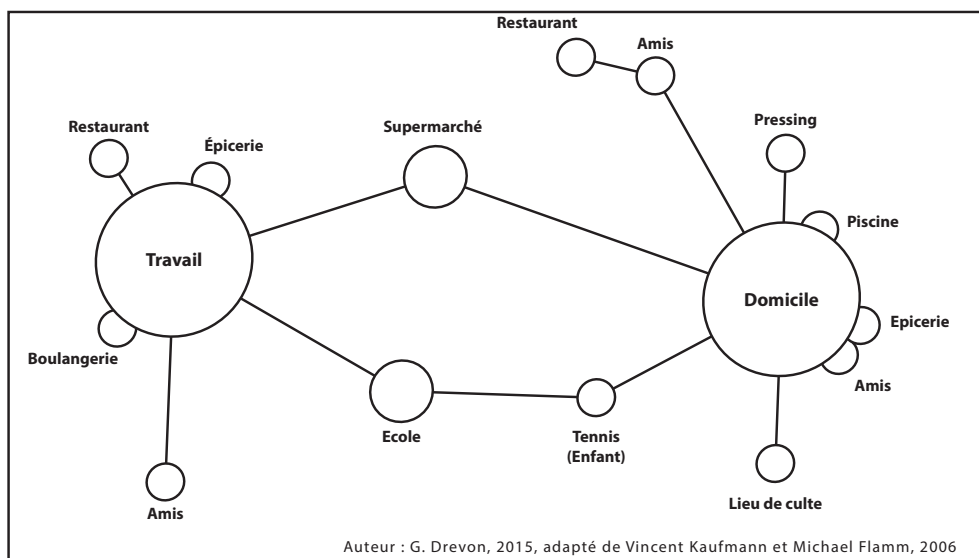 Restaurant
Amis
Restaurant
Épicerie
Supermarché
Pressing
Piscine
Travail
Domicile
Epicerie
Boulangerie
Amis
Ecole
Tennis
(Enfant)
Amis
Lieu de culte
Auteur : G. Drevon, 2015, adapté de Vincent Kaufmann et Michael Flamm, 2006